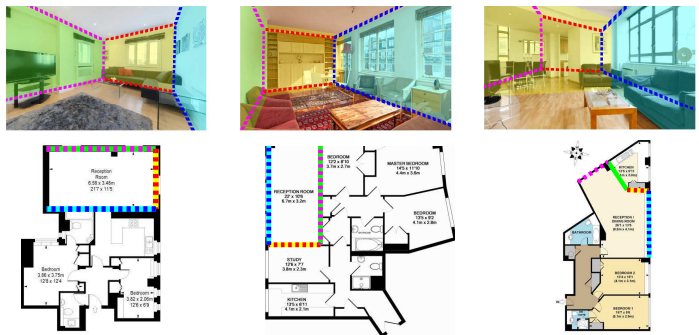 Reception
Room
6.58 x 3.48m
21'7 x 11'5
Bedroom
3.88 x 3.75m
12'8 x 12'4
Bedroom
3.82 x 2.06m
12'6 x 6'9
BEDROOM
12'2 x 8'10
3.7m x 2.7m
MASTER BEDROOM
14'5 x 11'10
4.4m x 3.6m
RECEPTION ROOM
22' x 10'6
6.7m x 3.2m
BEDROOM
13'5 x 9'2
4.1m x 2.8m
STUDY
12'6 x 7'7
3.8m x 2.3m
KITCHEN
13'5 x 6'11
4.1m x 2.1m
KITCHEN
RECEPTION /
DINING ROOM
BATHROOM
BEDROOM 2
BEDROOM 1